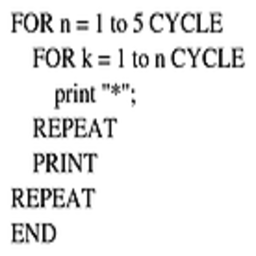 FOR n = 1 to 5 CYCLE
FOR k = 1 to n CYCLE
print "*";
REPEAT
PRINT
REPEAT
END